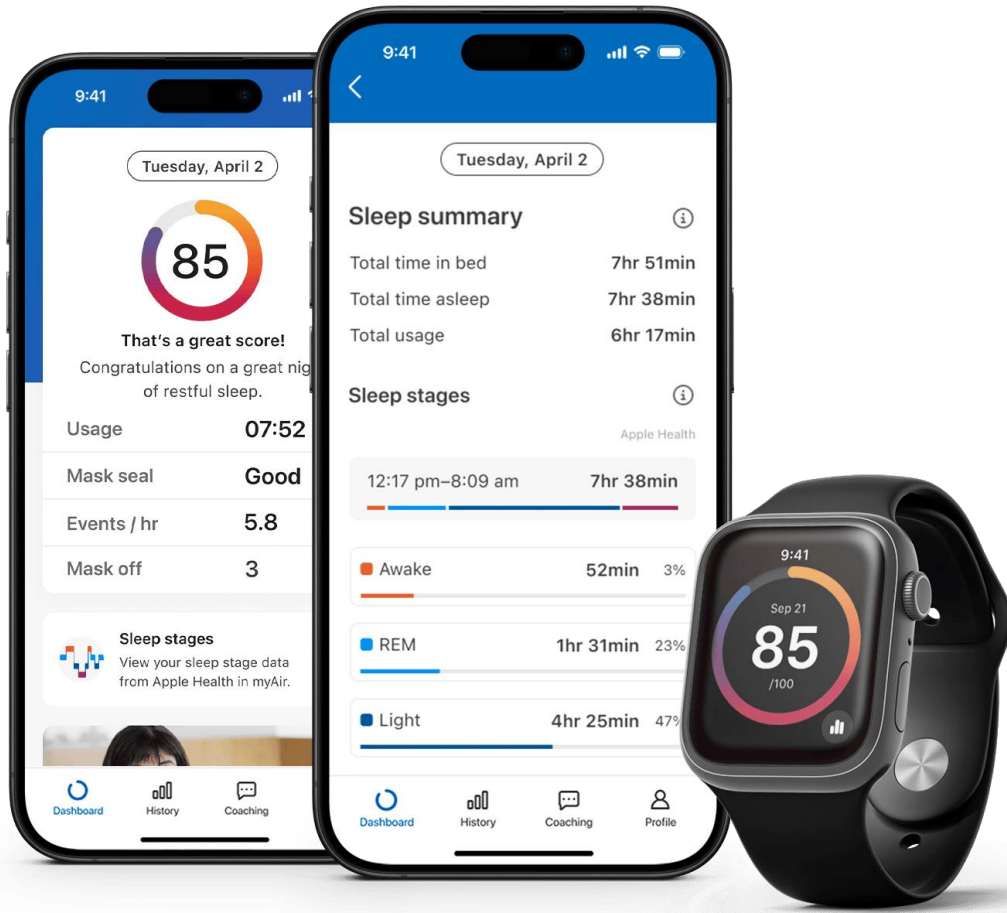 9:41
Tuesday, April 2
85
That's a great score!
Congratulations on a great nig
of restful sleep.
Usage 07:52
Mask seal Good
Events / hr 5.8
Mask off 3
Sleep stages
View your sleep stage data
from Apple Health in myAir.
Dashboard History Coaching
9:41
Tuesday, April 2
Sleep summary
Total time in bed 7hr 51min
Total time asleep 7hr 38min
Total usage 6hr 17min
Sleep stages
Apple Health
12:17 pm–8:09 am 7hr 38min
Awake 52min 3%
REM 1hr 31min 23%
Light 4hr 25min 47%
Dashboard History Coaching Profile
9:41
Sep 21
85
/100